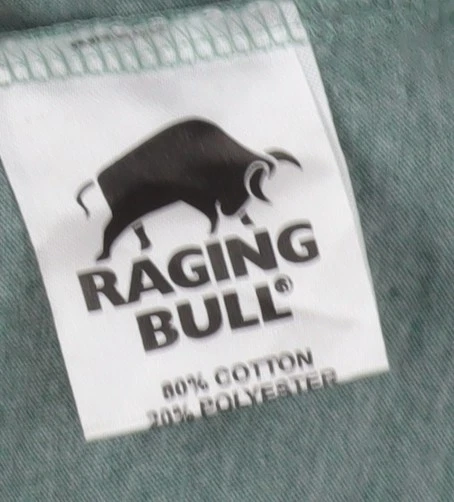 RAGING
BULL®
80% COTTON
20% POLYESTER